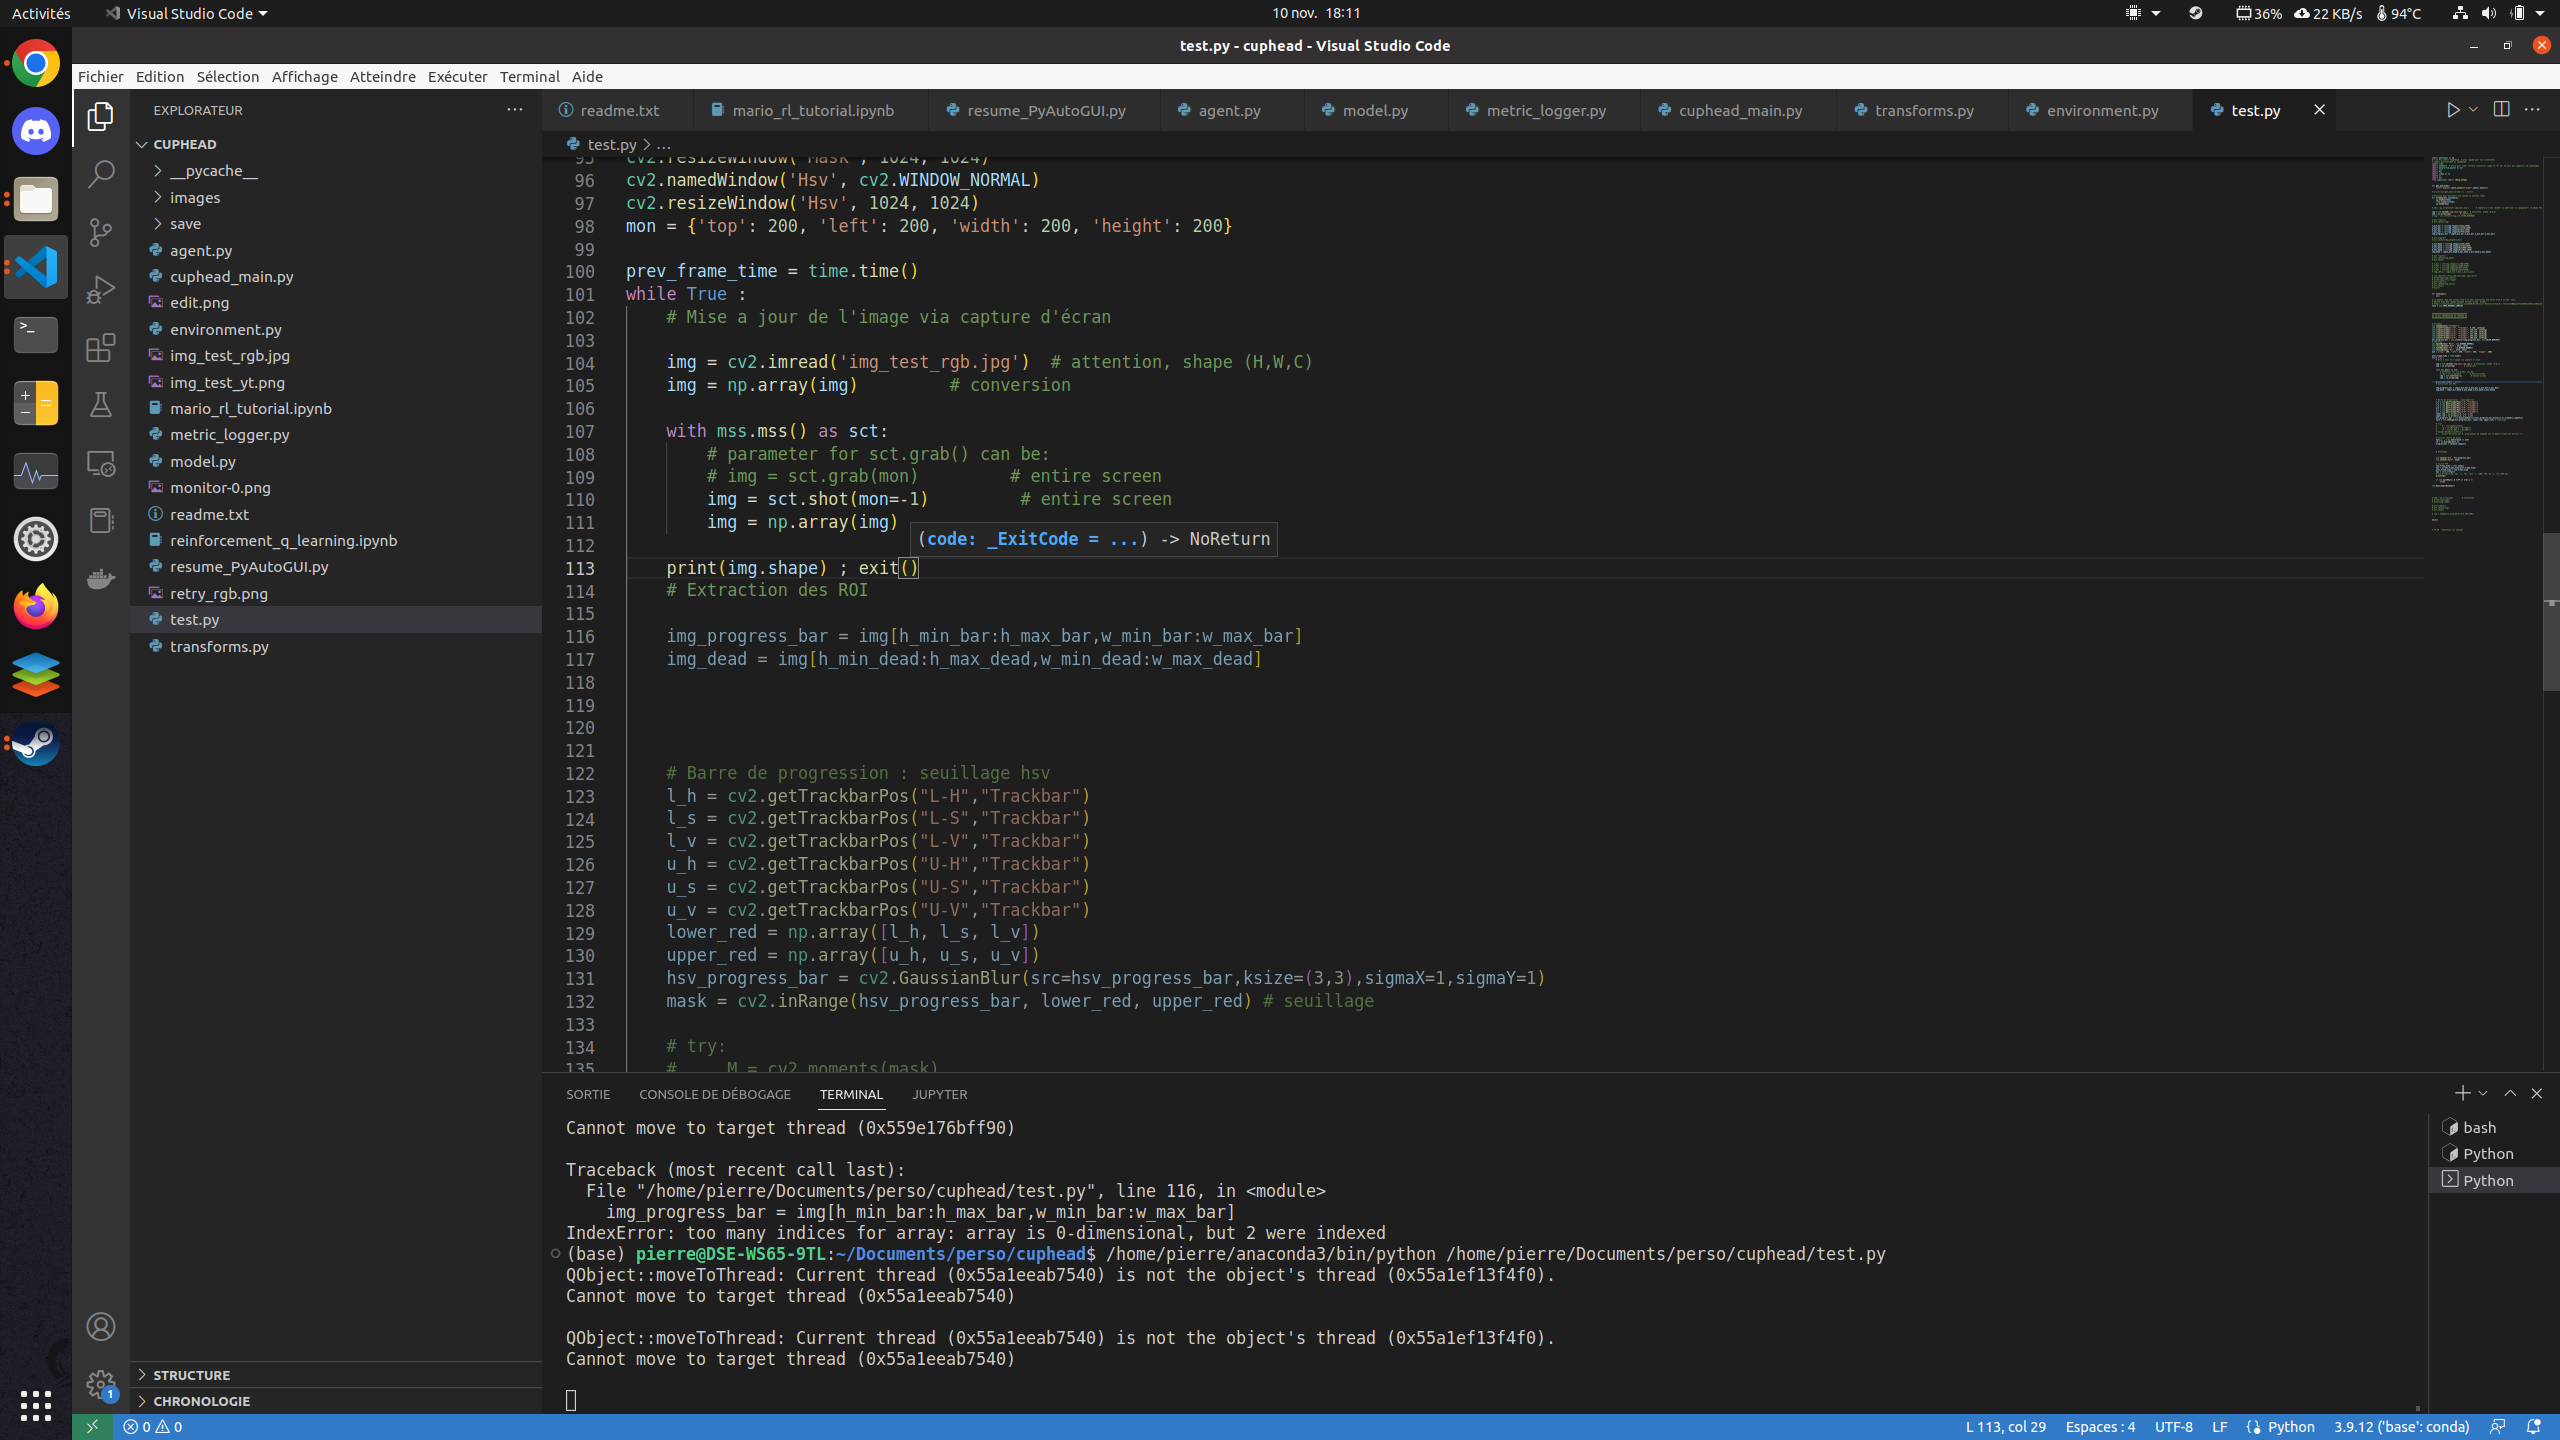 Activités
Visual Studio Code
10 nov. 18:11
36%
22 KB/s
94°C
test.py - cuphead - Visual Studio Code
Fichier Edition Sélection Affichage Atteindre Exécuter Terminal Aide
EXPLORATEUR
CUPHEAD
__pycache__
images
save
agent.py
cuphead_main.py
edit.png
environment.py
img_test_rgb.jpg
img_test_yt.png
mario_rl_tutorial.ipynb
metric_logger.py
model.py
monitor-0.png
readme.txt
reinforcement_q_learning.ipynb
resume_PyAutoGUI.py
retry_rgb.png
test.py
transforms.py
STRUCTURE
CHRONOLOGIE
readme.txt
mario_rl_tutorial.ipynb
resume_PyAutoGUI.py
agent.py
model.py
metric_logger.py
cuphead_main.py
transforms.py
environment.py
test.py
test.py > ...
95 cv2.resizeWindow('Mask', 1024, 1024)
96 cv2.namedWindow('Hsv', cv2.WINDOW_NORMAL)
97 cv2.resizeWindow('Hsv', 1024, 1024)
98 mon = {'top': 200, 'left': 200, 'width': 200, 'height': 200}
99
100 prev_frame_time = time.time()
101 while True :
102 # Mise a jour de l'image via capture d'écran
103
104 img = cv2.imread('img_test_rgb.jpg') # attention, shape (H,W,C)
105 img = np.array(img) # conversion
106
107 with mss.mss() as sct:
108 # parameter for sct.grab() can be:
109 # img = sct.grab(mon) # entire screen
110 img = sct.shot(mon=-1) # entire screen
111 img = np.array(img)
112
(code: _ExitCode = ...) -> NoReturn
113 print(img.shape) ; exit()
114 # Extraction des ROI
115
116 img_progress_bar = img[h_min_bar:h_max_bar,w_min_bar:w_max_bar]
117 img_dead = img[h_min_dead:h_max_dead,w_min_dead:w_max_dead]
118
119
120
121
122 # Barre de progression : seuillage hsv
123 l_h = cv2.getTrackbarPos("L-H","Trackbar")
124 l_s = cv2.getTrackbarPos("L-S","Trackbar")
125 l_v = cv2.getTrackbarPos("L-V","Trackbar")
126 u_h = cv2.getTrackbarPos("U-H","Trackbar")
127 u_s = cv2.getTrackbarPos("U-S","Trackbar")
128 u_v = cv2.getTrackbarPos("U-V","Trackbar")
129 lower_red = np.array([l_h, l_s, l_v])
130 upper_red = np.array([u_h, u_s, u_v])
131 hsv_progress_bar = cv2.GaussianBlur(src=hsv_progress_bar,ksize=(3,3),sigmaX=1,sigmaY=1)
132 mask = cv2.inRange(hsv_progress_bar, lower_red, upper_red) # seuillage
133
134 # try:
135 # M = cv2.moments(mask)
SORTIE CONSOLE DE DÉBOGAGE TERMINAL JUPYTER
Cannot move to target thread (0x559e176bff90)
Traceback (most recent call last):
File "/home/pierre/Documents/perso/cuphead/test.py", line 116, in <module>
img_progress_bar = img[h_min_bar:h_max_bar,w_min_bar:w_max_bar]
IndexError: too many indices for array: array is 0-dimensional, but 2 were indexed
(base) pierre@DSE-WS65-9TL:~/Documents/perso/cuphead$ /home/pierre/anaconda3/bin/python /home/pierre/Documents/perso/cuphead/test.py
QObject::moveToThread: Current thread (0x55a1eeab7540) is not the object's thread (0x55a1ef13f4f0).
Cannot move to target thread (0x55a1eeab7540)
QObject::moveToThread: Current thread (0x55a1eeab7540) is not the object's thread (0x55a1ef13f4f0).
Cannot move to target thread (0x55a1eeab7540)
bash
Python
Python
1
0 0
L 113, col 29
Espaces : 4
UTF-8
LF
Python
3.9.12 ('base': conda)